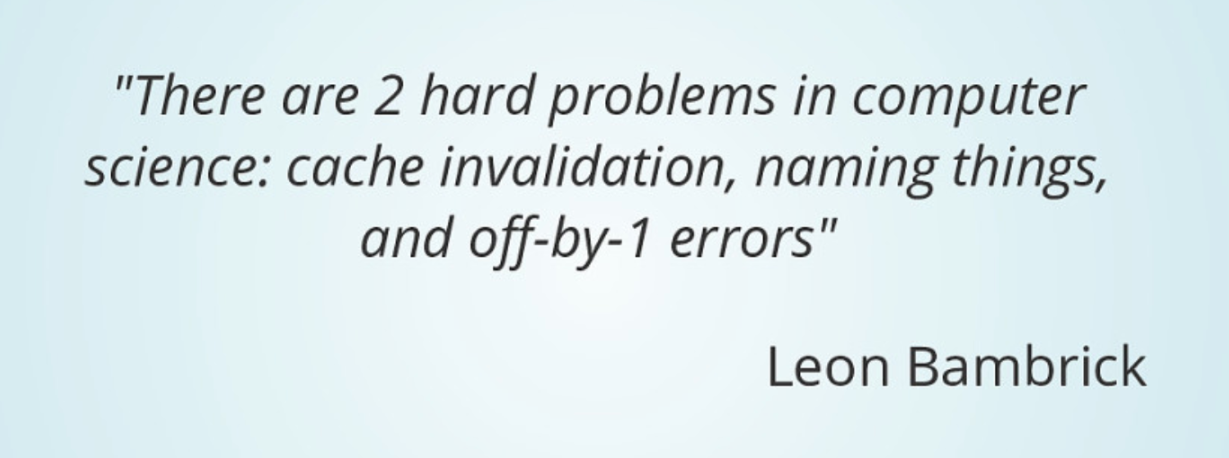 "There are 2 hard problems in computer
science: cache invalidation, naming things,
and off-by-1 errors"
Leon Bambrick